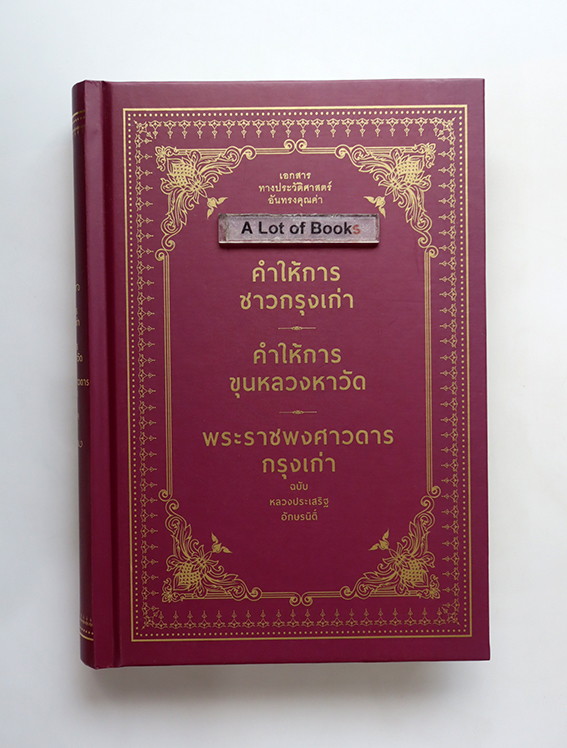 เอกสาร
ทางประวัติศาสตร์
อันทรงคุณค่า
A Lot of Books
คำให้การ
ชาวกรุงเก่า
คำให้การ
ขุนหลวงหาวัด
พระราชพงศาวดาร
กรุงเก่า
ฉบับ
หลวงประเสริฐ
อักษรนิติ์